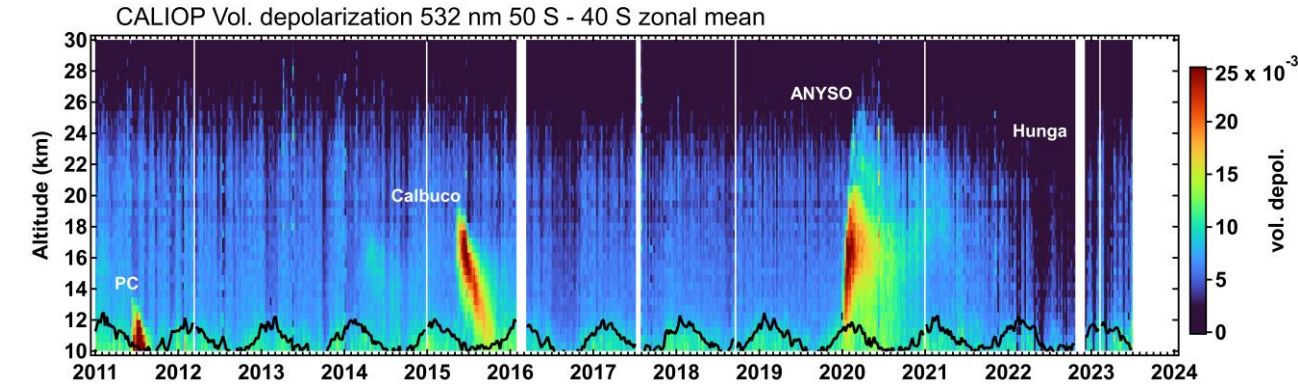 CALIOP Vol. depolarization 532 nm 50 S - 40 S zonal mean
30
28
26
24
22
20
18
16
14
12
10
Altitude (km)
ANYSO
Hunga
Calbuco
PC
2011 2012 2013 2014 2015 2016 2017 2018 2019 2020 2021 2022 2023 2024
25 x 10⁻³
20
15
10
5
0
vol. depol.